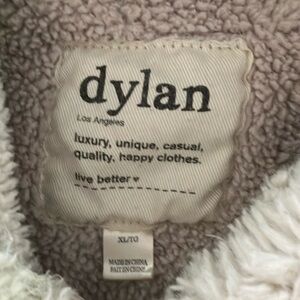 dylan
Los Angeles
luxury, unique, casual,
quality, happy clothes.
live better ♥
XL/TG
MADE IN CHINA
FAIT EN CHINE